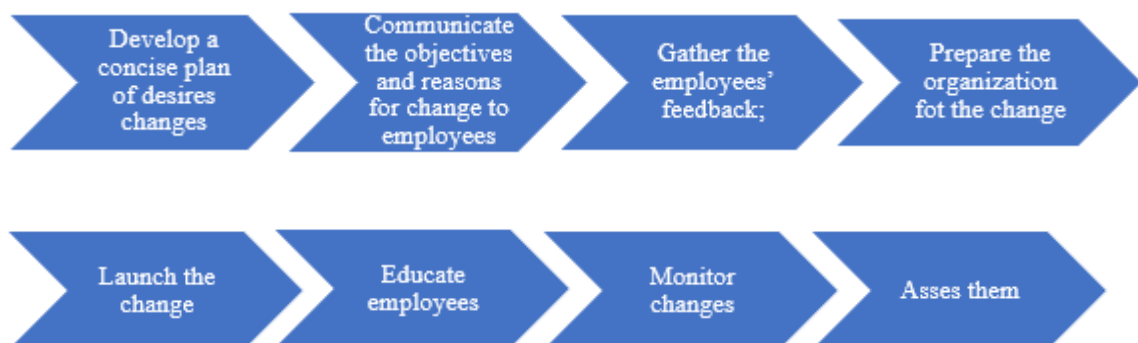 Develop a
concise plan
of desires
changes
Communicate
the objectives
and reasons
for change to
employees
Gather the
employees’
feedback;
Prepare the
organization
fot the change
Launch the
change
Educate
employees
Monitor
changes
Asses them